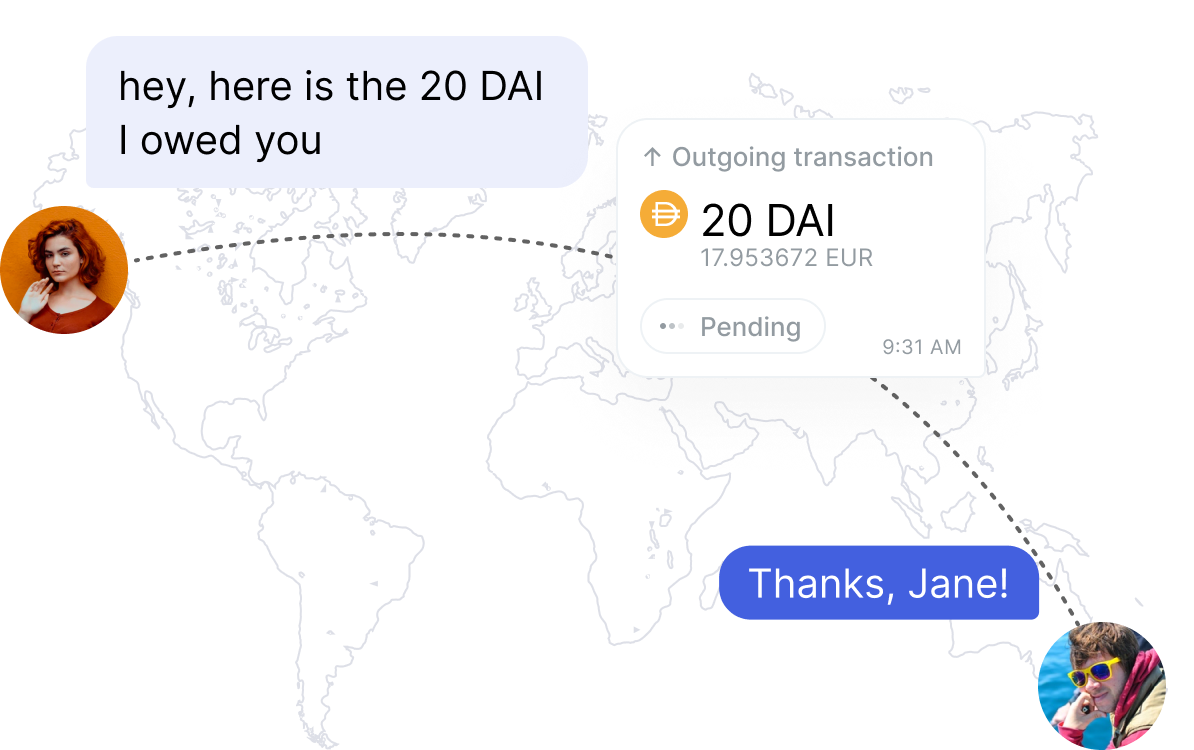 hey, here is the 20 DAI
I owed you
↑ Outgoing transaction
20 DAI
17.953672 EUR
Pending
9:31 AM
Thanks, Jane!